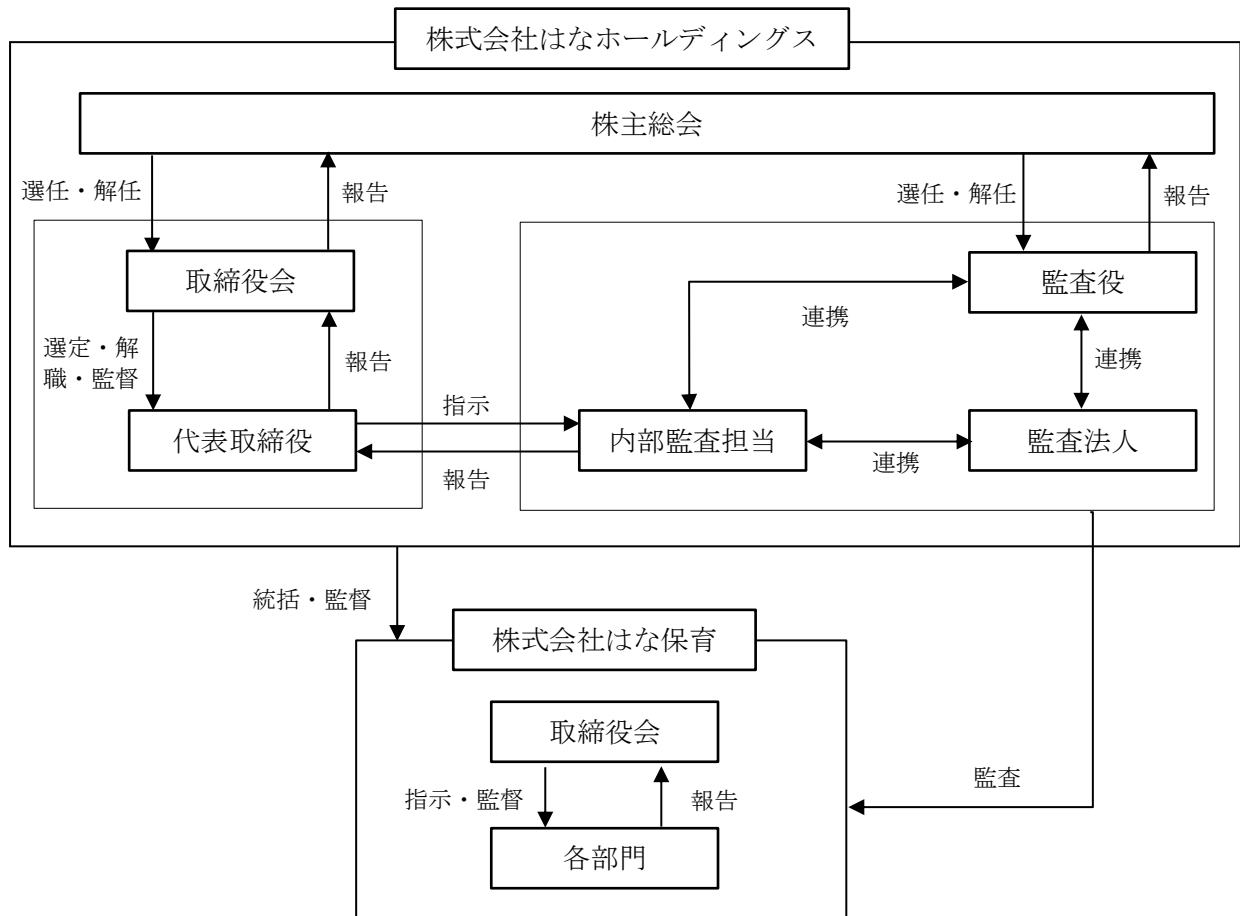 株式会社はなホールディングス
株主総会
選任・解任
報告
選任・解任
報告
取締役会
監査役
連携
選定・解
職・監督
報告
連携
指示
代表取締役
内部監査担当
監査法人
報告
連携
統括・監督
株式会社はな保育
取締役会
監査
指示・監督
報告
各部門